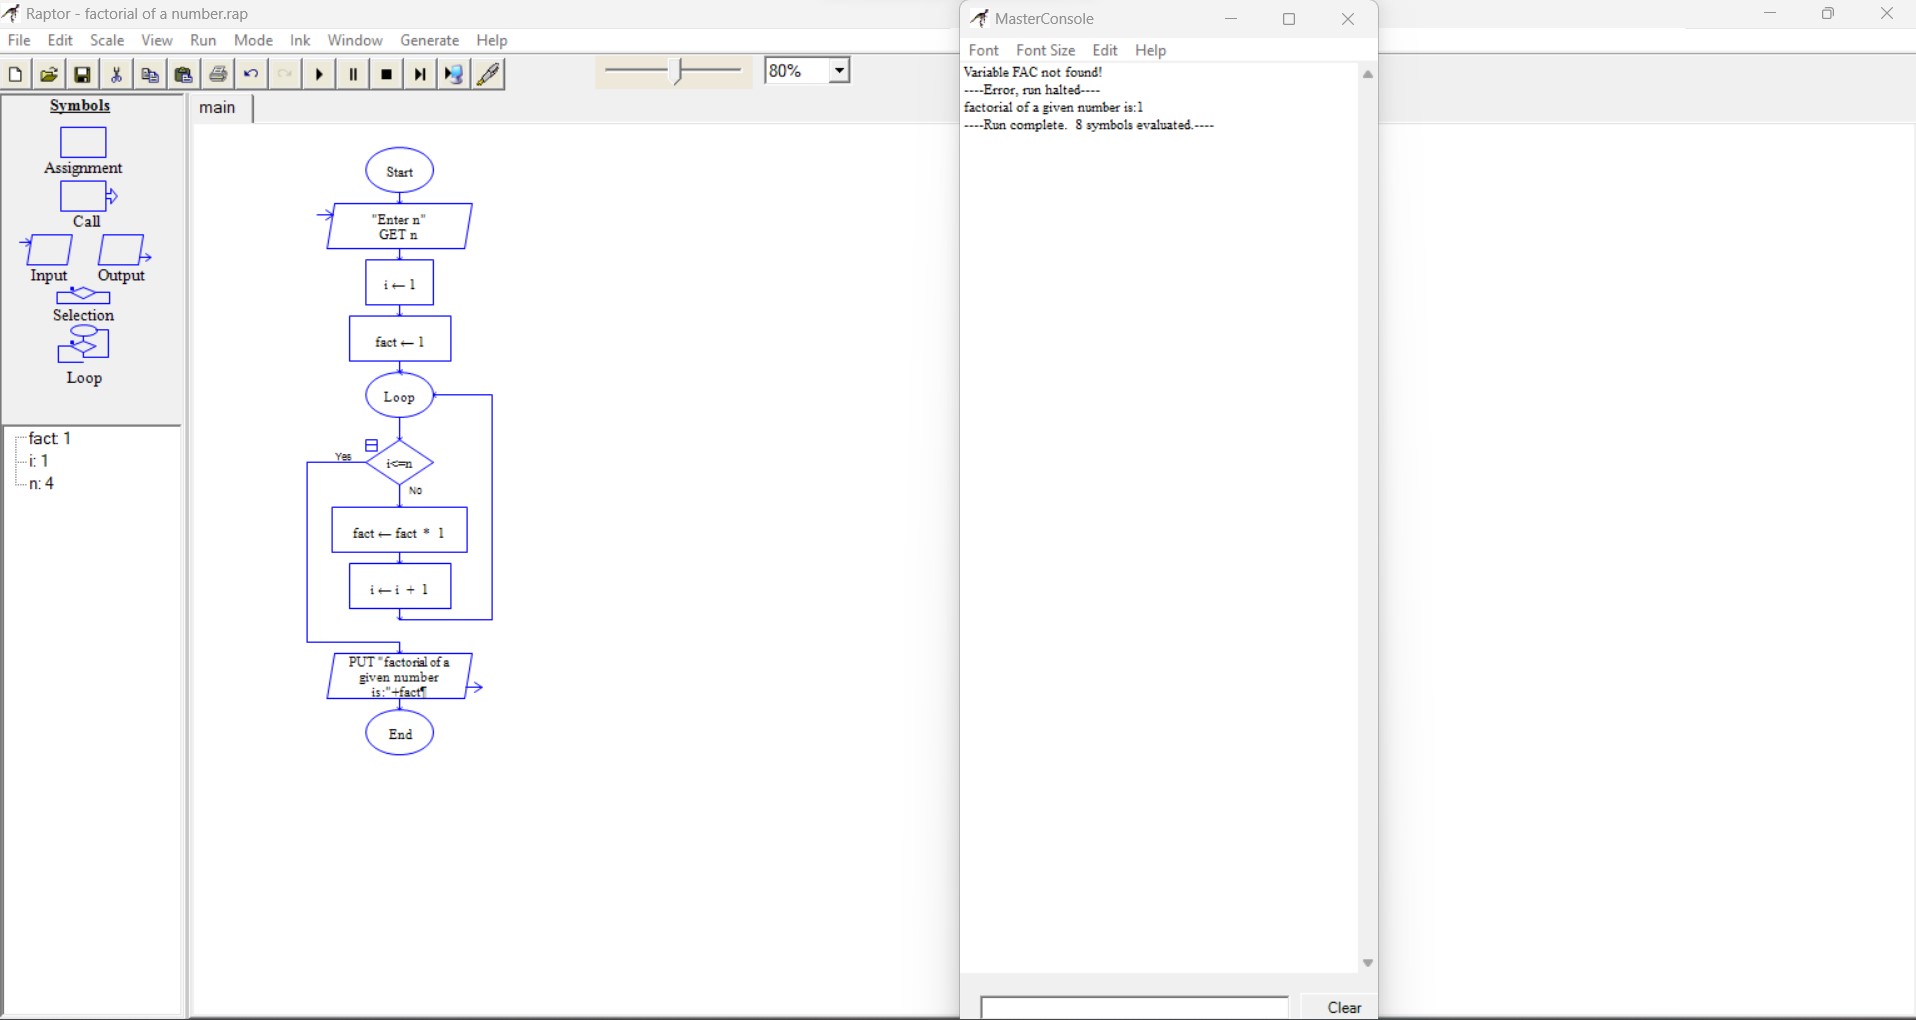 Raptor - factorial of a number.rap
File Edit Scale View Run Mode Ink Window Generate Help
80%
Symbols
Assignment
Call
Input Output
Selection
Loop
fact: 1
i: 1
n: 4
main
Start
"Enter n"
GET n
i ← 1
fact ← 1
Loop
Yes
i<=n
No
fact ← fact * 1
i ← i + 1
PUT "factorial of a
given number
is:"+fact¶
End
MasterConsole
Font Font Size Edit Help
Variable FAC not found!
----Error, run halted----
factorial of a given number is:1
----Run complete. 8 symbols evaluated.----
Clear